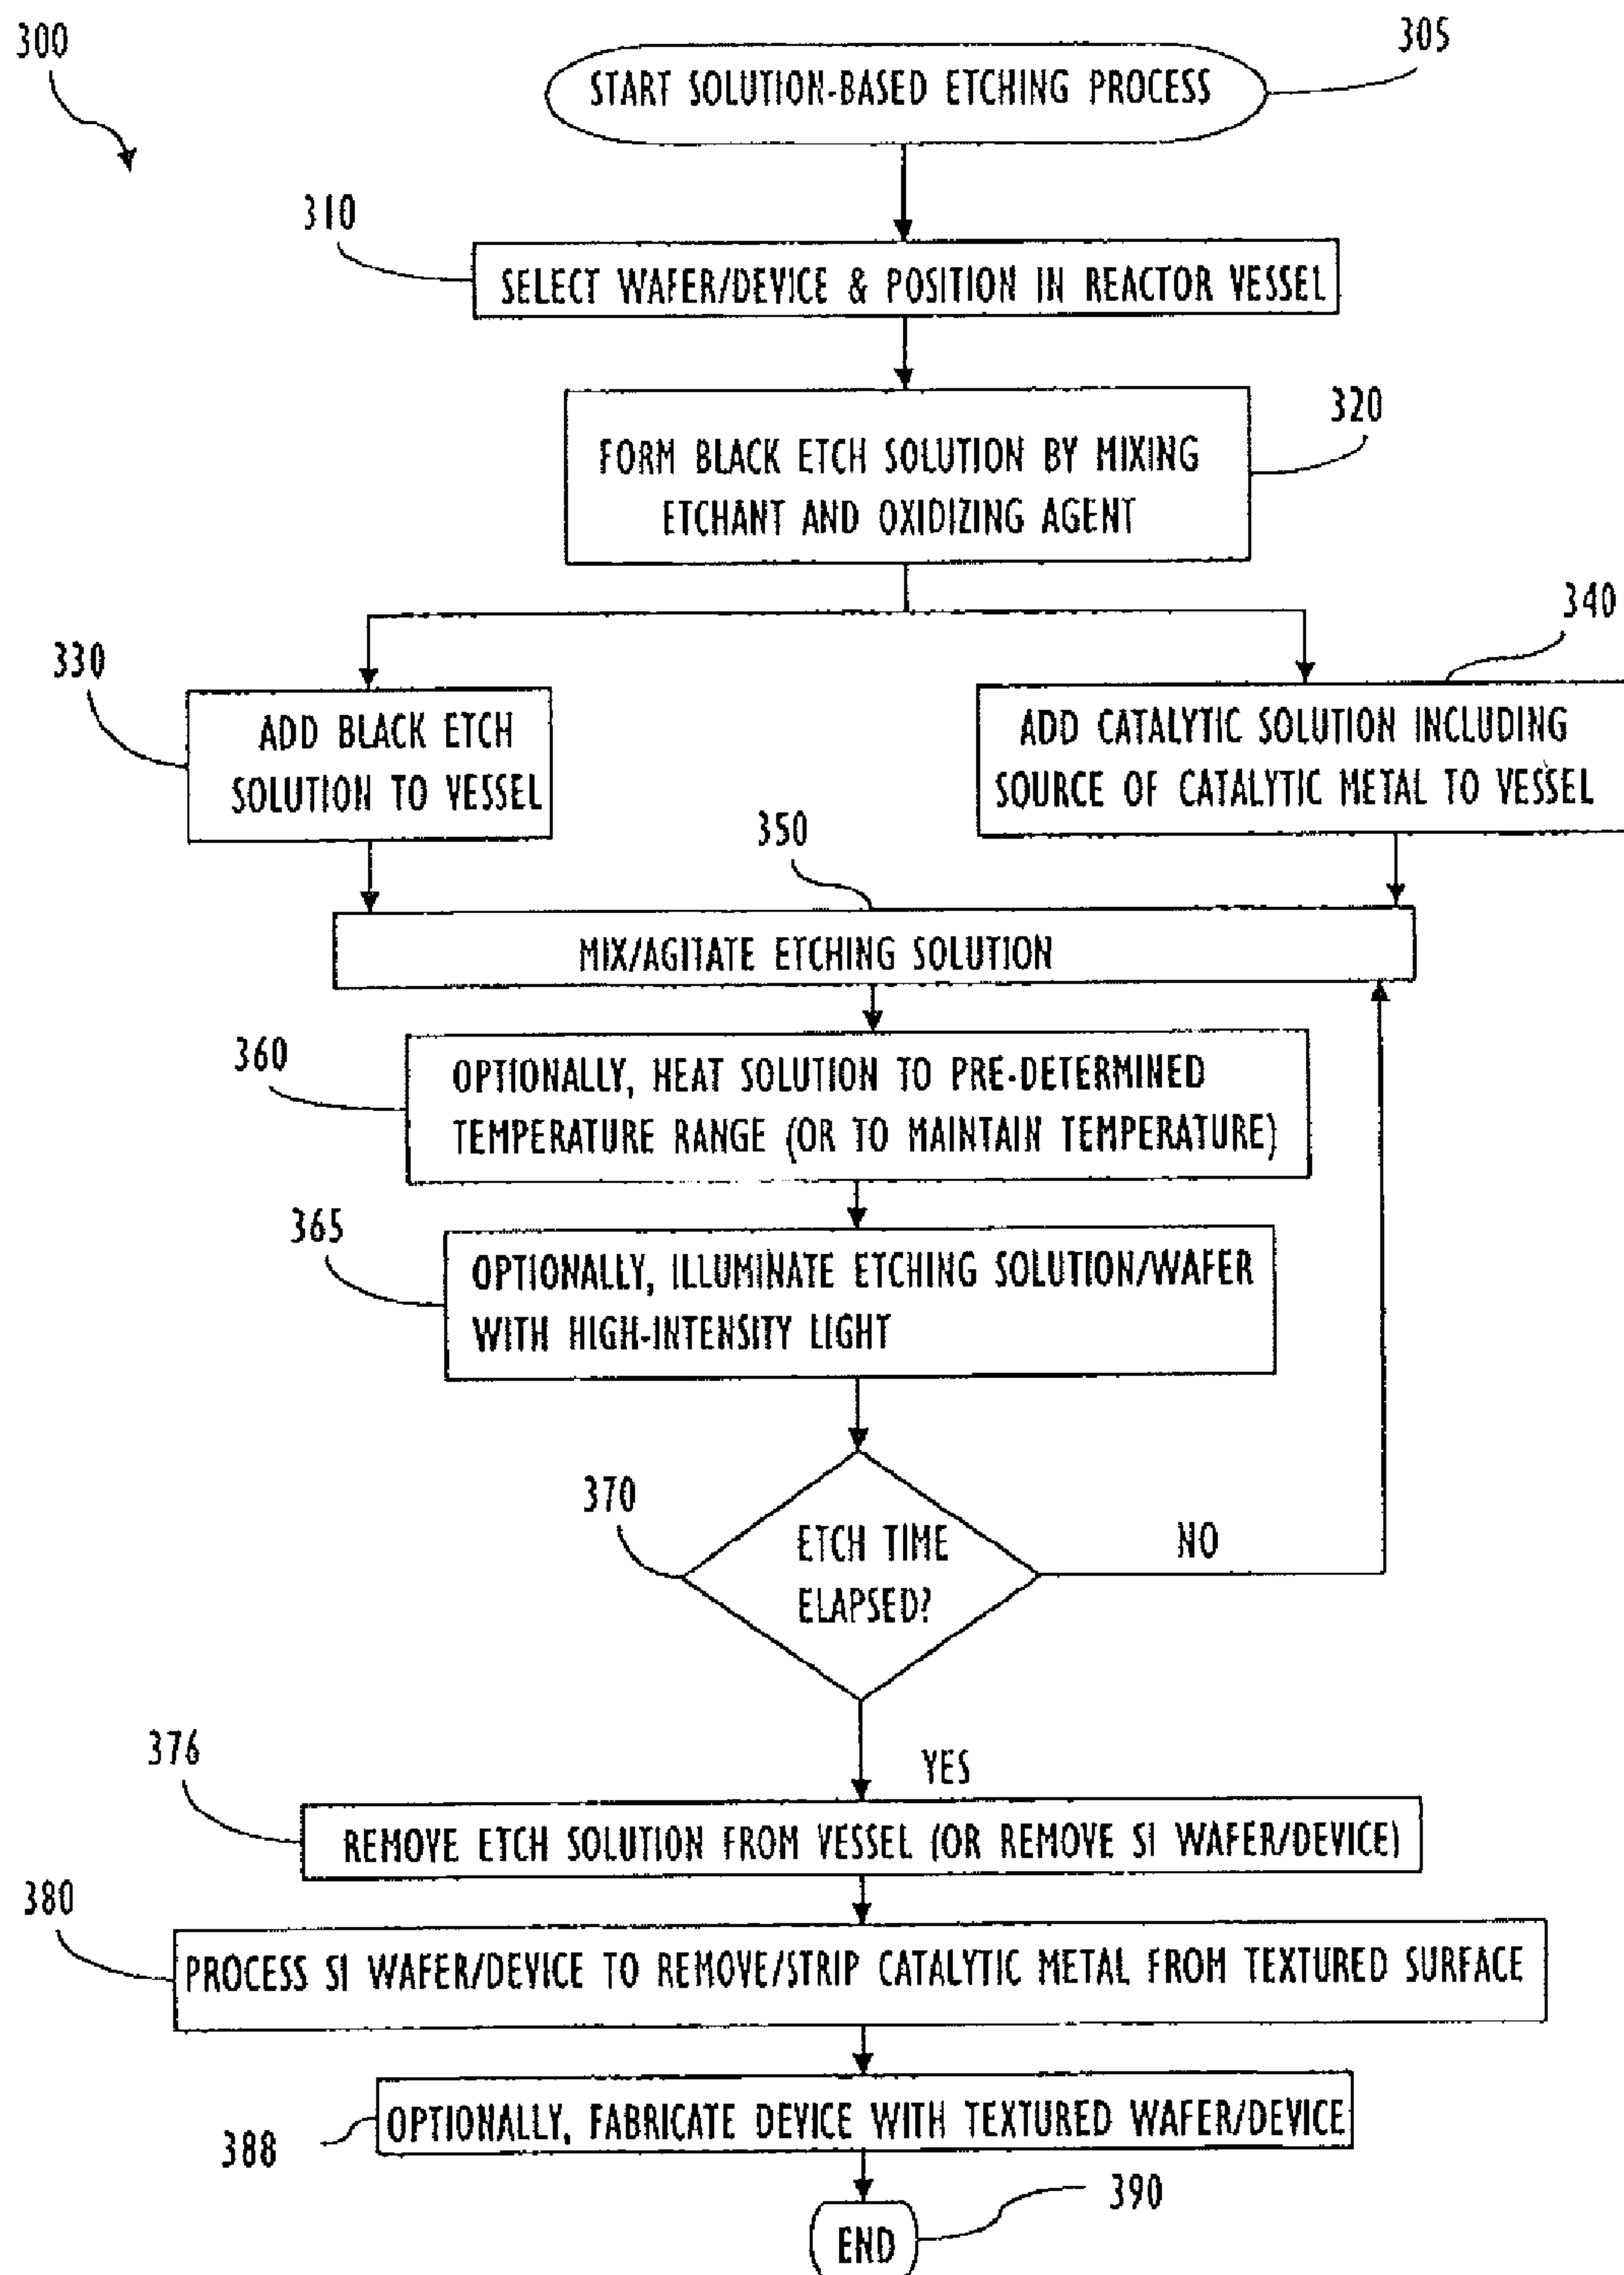 300
305
START SOLUTION-BASED ETCHING PROCESS
310
SELECT WAFER/DEVICE & POSITION IN REACTOR VESSEL
320
FORM BLACK ETCH SOLUTION BY MIXING
ETCHANT AND OXIDIZING AGENT
330
ADD BLACK ETCH
SOLUTION TO VESSEL
340
ADD CATALYTIC SOLUTION INCLUDING
SOURCE OF CATALYTIC METAL TO VESSEL
350
MIX/AGITATE ETCHING SOLUTION
360
OPTIONALLY, HEAT SOLUTION TO PRE-DETERMINED
TEMPERATURE RANGE (OR TO MAINTAIN TEMPERATURE)
365
OPTIONALLY, ILLUMINATE ETCHING SOLUTION/WAFER
WITH HIGH-INTENSITY LIGHT
370
ETCH TIME
ELAPSED?
NO
YES
376
REMOVE ETCH SOLUTION FROM VESSEL (OR REMOVE SI WAFER/DEVICE)
380
PROCESS SI WAFER/DEVICE TO REMOVE/STRIP CATALYTIC METAL FROM TEXTURED SURFACE
388
OPTIONALLY, FABRICATE DEVICE WITH TEXTURED WAFER/DEVICE
390
END